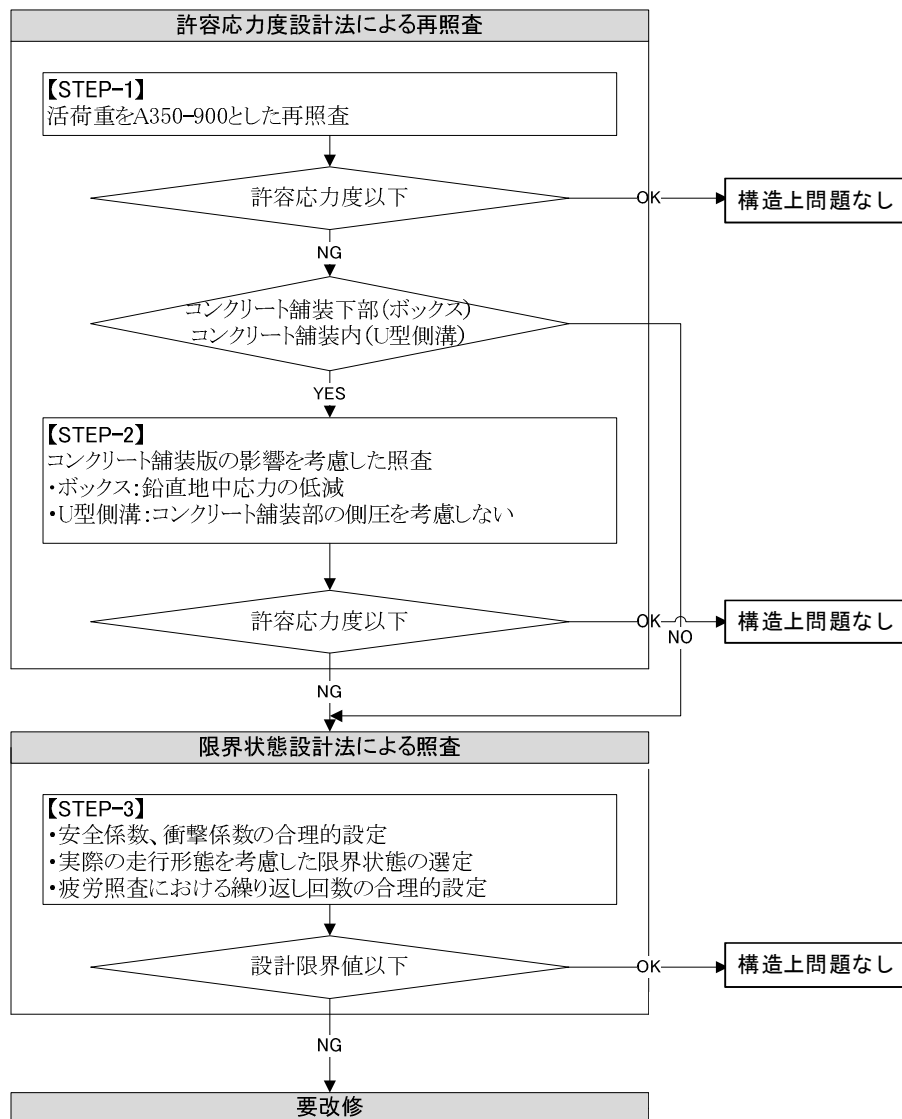 許容応力度設計法による再照査
【STEP-1】
活荷重をA350-900とした再照査
許容応力度以下
OK
構造上問題なし
NG
コンクリート舗装下部(ボックス)
コンクリート舗装内(U型側溝)
YES
【STEP-2】
コンクリート舗装版の影響を考慮した照査
・ボックス:鉛直地中応力の低減
・U型側溝:コンクリート舗装部の側圧を考慮しない
許容応力度以下
OK
構造上問題なし
NO
NG
限界状態設計法による照査
【STEP-3】
・安全係数、衝撃係数の合理的設定
・実際の走行形態を考慮した限界状態の選定
・疲労照査における繰り返し回数の合理的設定
設計限界値以下
OK
構造上問題なし
NG
要改修